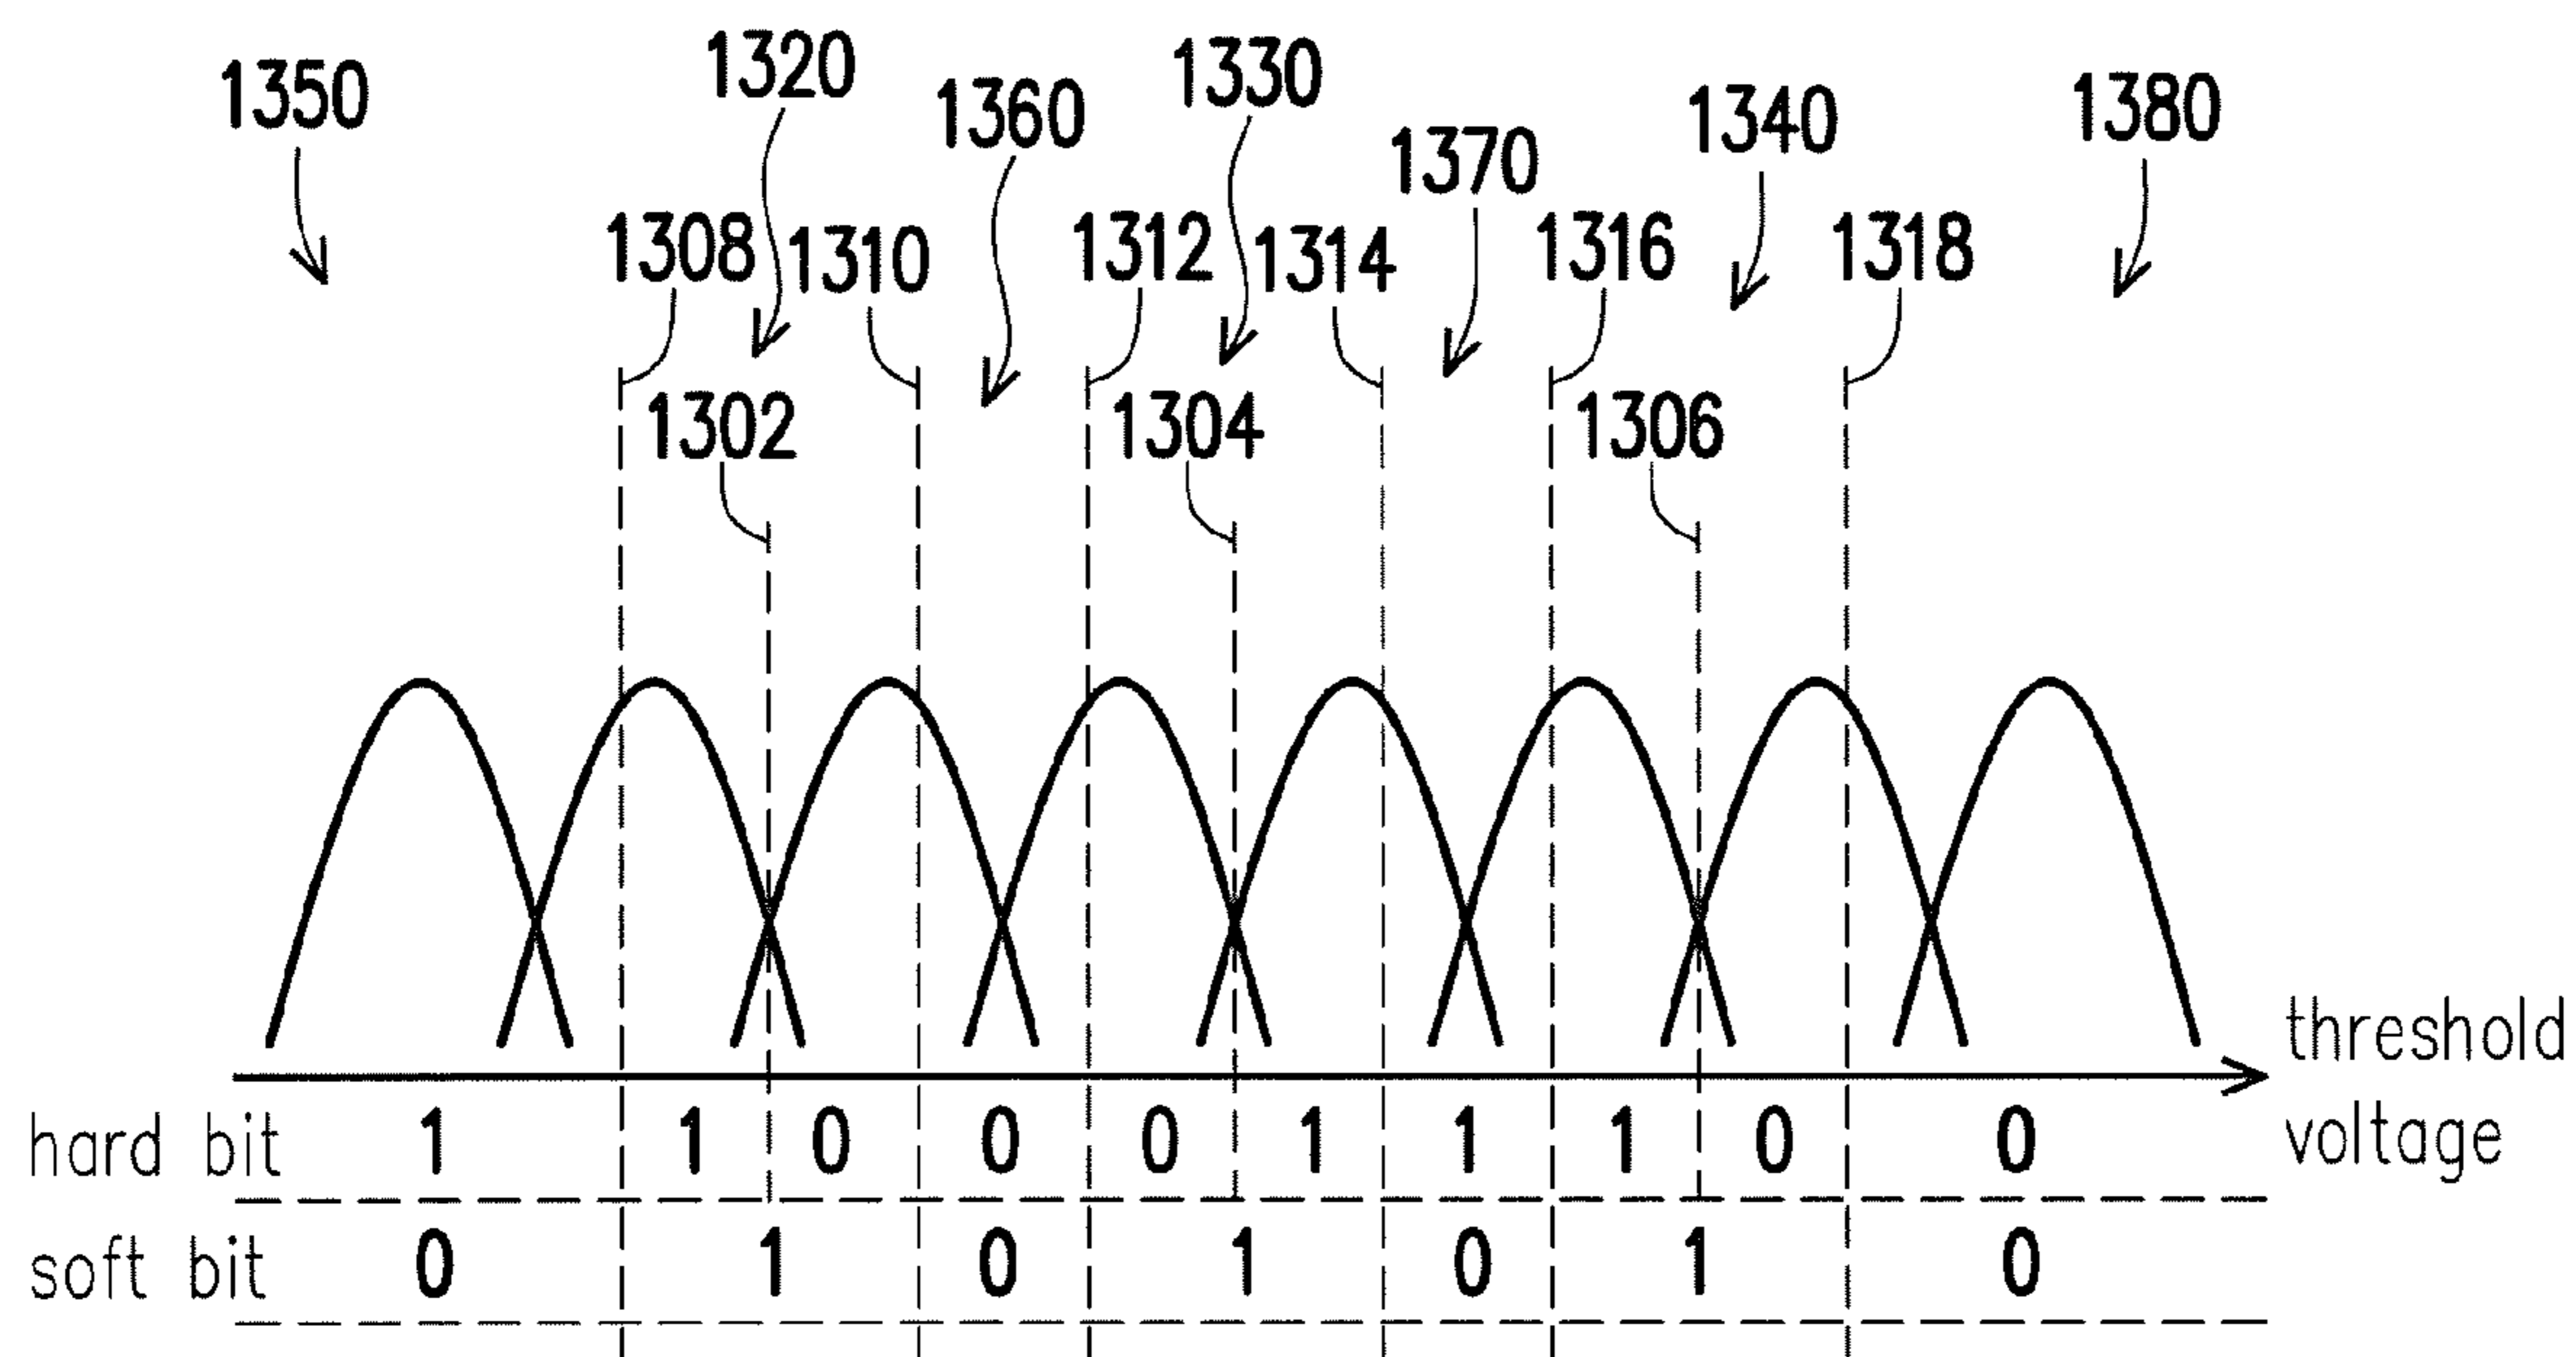 1350 1320 1360 1330 1370 1340 1380
1308 1310 1312 1314 1316 1318
1302 1304 1306
threshold
voltage
hard bit 1 1 0 0 0 1 1 1 0 0
soft bit 0 1 0 1 0 1 0